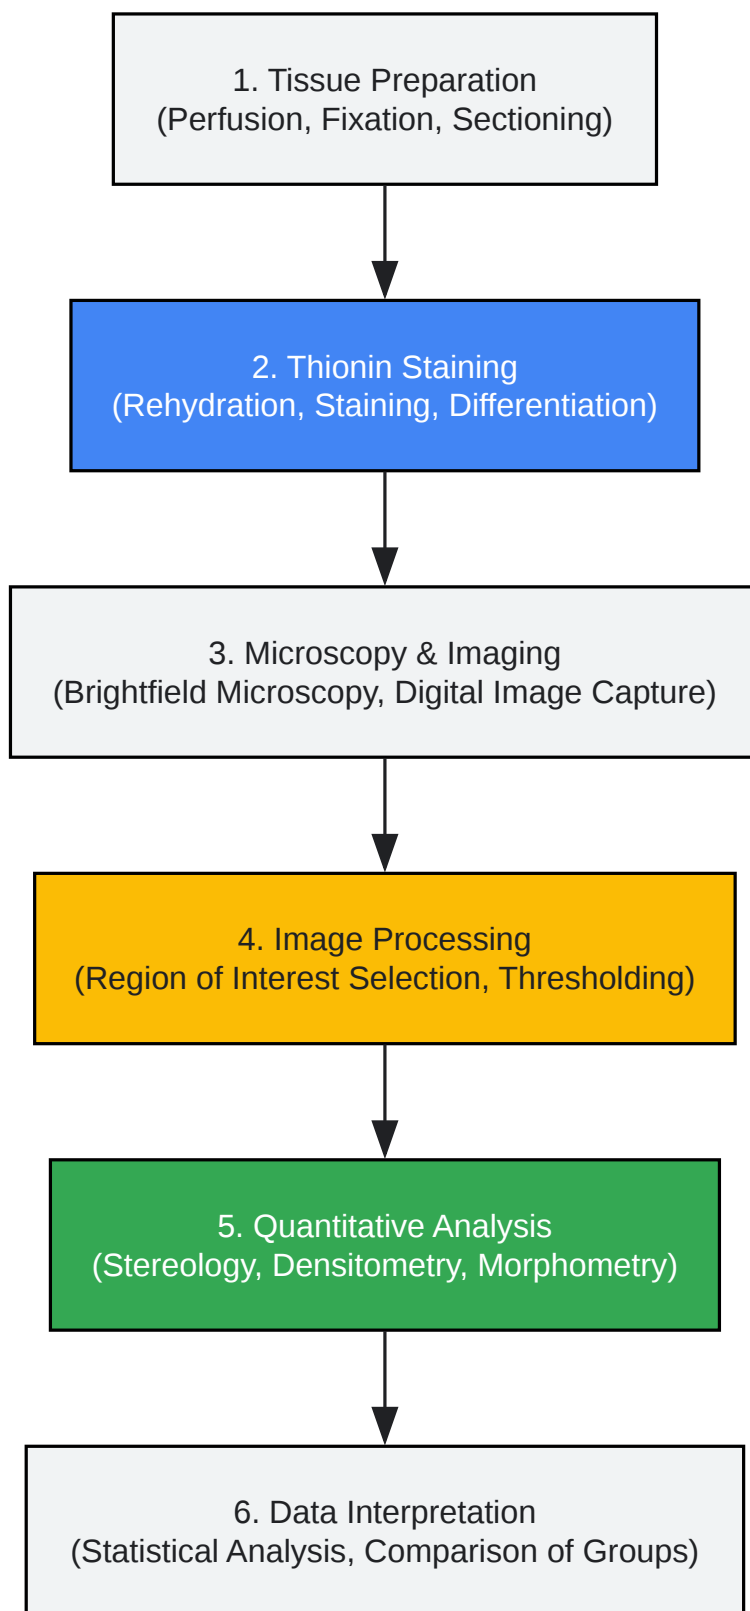 1. Tissue Preparation
(Perfusion, Fixation, Sectioning)
2. Thionin Staining
(Rehydration, Staining, Differentiation)
3. Microscopy & Imaging
(Brightfield Microscopy, Digital Image Capture)
4. Image Processing
(Region of Interest Selection, Thresholding)
5. Quantitative Analysis
(Stereology, Densitometry, Morphometry)
6. Data Interpretation
(Statistical Analysis, Comparison of Groups)